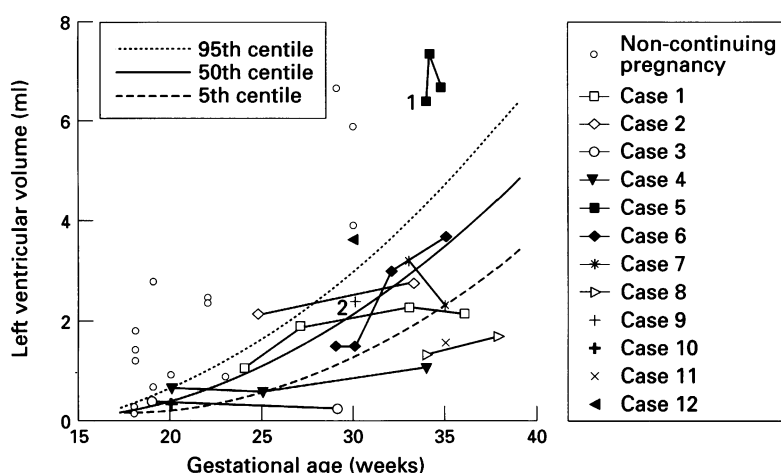 8
6
4
2
0
Left ventricular volume (ml)
95th centile
50th centile
5th centile
1
2
15
20
25
30
35
40
Gestational age (weeks)
Non-continuing
pregnancy
Case 1
Case 2
Case 3
Case 4
Case 5
Case 6
Case 7
Case 8
Case 9
Case 10
Case 11
Case 12